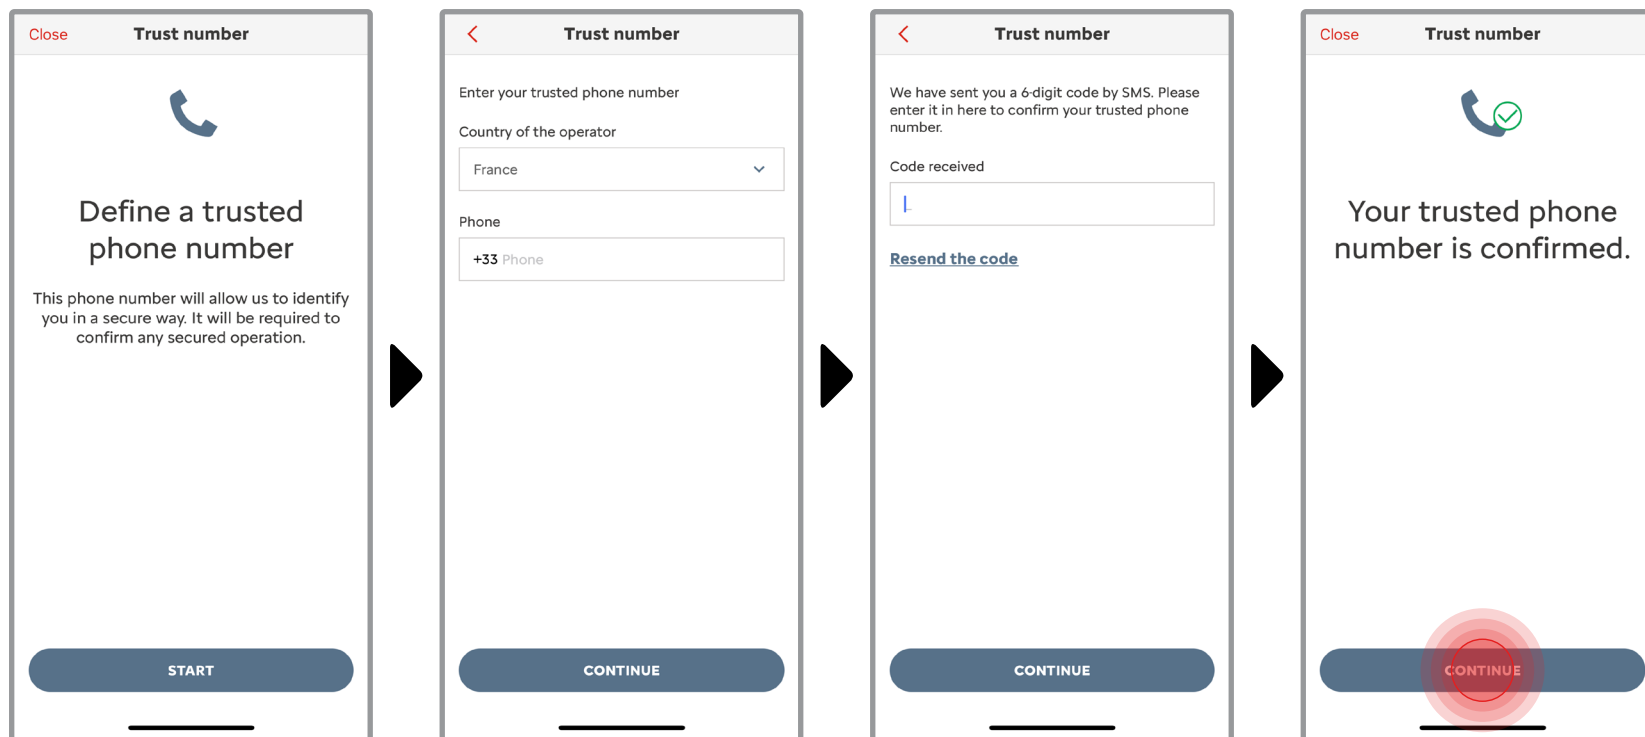 Close Trust number
Define a trusted
phone number
This phone number will allow us to identify
you in a secure way. It will be required to
confirm any secured operation.
START
Trust number
Enter your trusted phone number
Country of the operator
France
Phone
+33 Phone
CONTINUE
Trust number
We have sent you a 6-digit code by SMS. Please
enter it in here to confirm your trusted phone
number.
Code received
Resend the code
CONTINUE
Close Trust number
Your trusted phone
number is confirmed.
CONTINUE